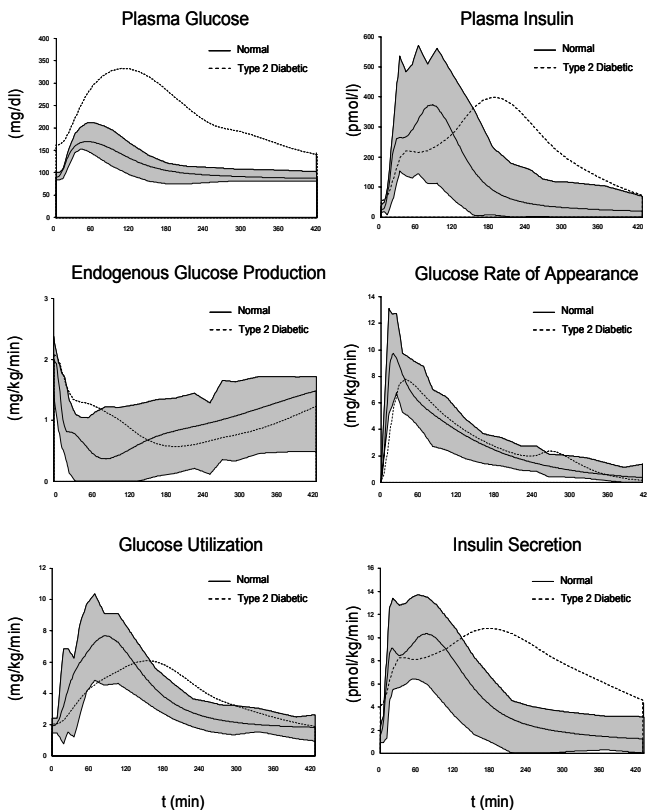 Plasma Glucose
Normal
Type 2 Diabetic
(mg/dl)
400
350
300
250
200
150
100
50
0
0 60 120 180 240 300 360 420
Plasma Insulin
Normal
Type 2 Diabetic
(pmol/l)
600
500
400
300
200
100
0
0 60 120 180 240 300 360 420
Endogenous Glucose Production
Normal
Type 2 Diabetic
(mg/kg/min)
3
2
1
0
0 60 120 180 240 300 360 420
Glucose Rate of Appearance
Normal
Type 2 Diabetic
(mg/kg/min)
14
12
10
8
6
4
2
0
0 60 120 180 240 300 360 420
Glucose Utilization
Normal
Type 2 Diabetic
(mg/kg/min)
12
10
8
6
4
2
0
0 60 120 180 240 300 360 420
t (min)
Insulin Secretion
Normal
Type 2 Diabetic
(pmol/kg/min)
16
14
12
10
8
6
4
2
0
0 60 120 180 240 300 360 420
t (min)